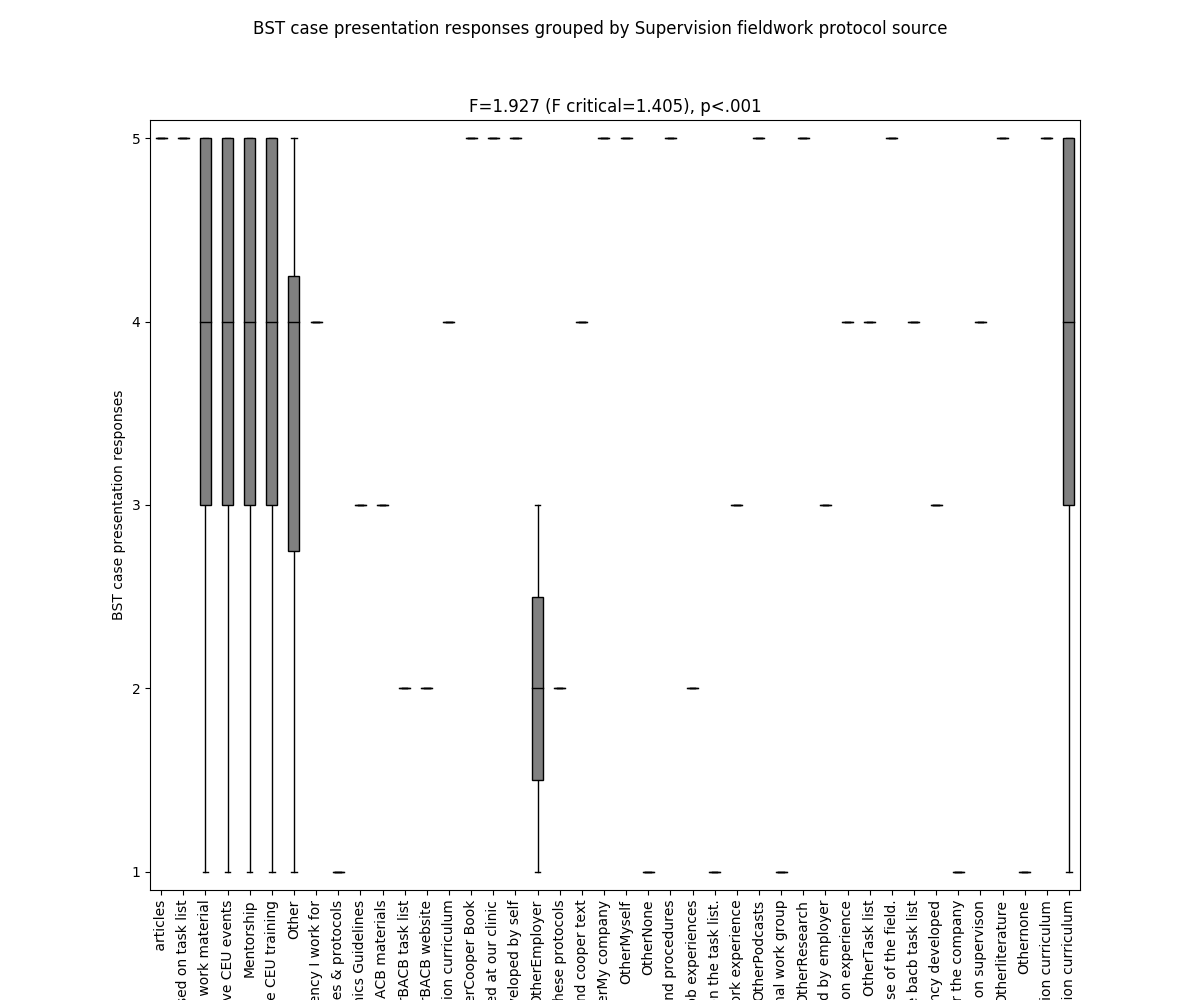 BST case presentation responses grouped by Supervision fieldwork protocol source
F=1.927 (F critical=1.405), p<.001
BST case presentation responses
5
4
3
2
1
articles
sed on task list
work material
ve CEU events
Mentorship
e CEU training
Other
ency I work for
es & protocols
ics Guidelines
ACB materials
rBACB task list
rBACB website
ion curriculum
erCooper Book
ed at our clinic
veloped by self
OtherEmployer
hese protocols
nd cooper text
erMy company
OtherMyself
OtherNone
nd procedures
ob experiences
n the task list.
ork experience
OtherPodcasts
nal work group
OtherResearch
d by employer
on experience
OtherTask list
se of the field.
e bacb task list
ncy developed
r the company
on supervison
Otherliterature
Othernone
ion curriculum
ion curriculum